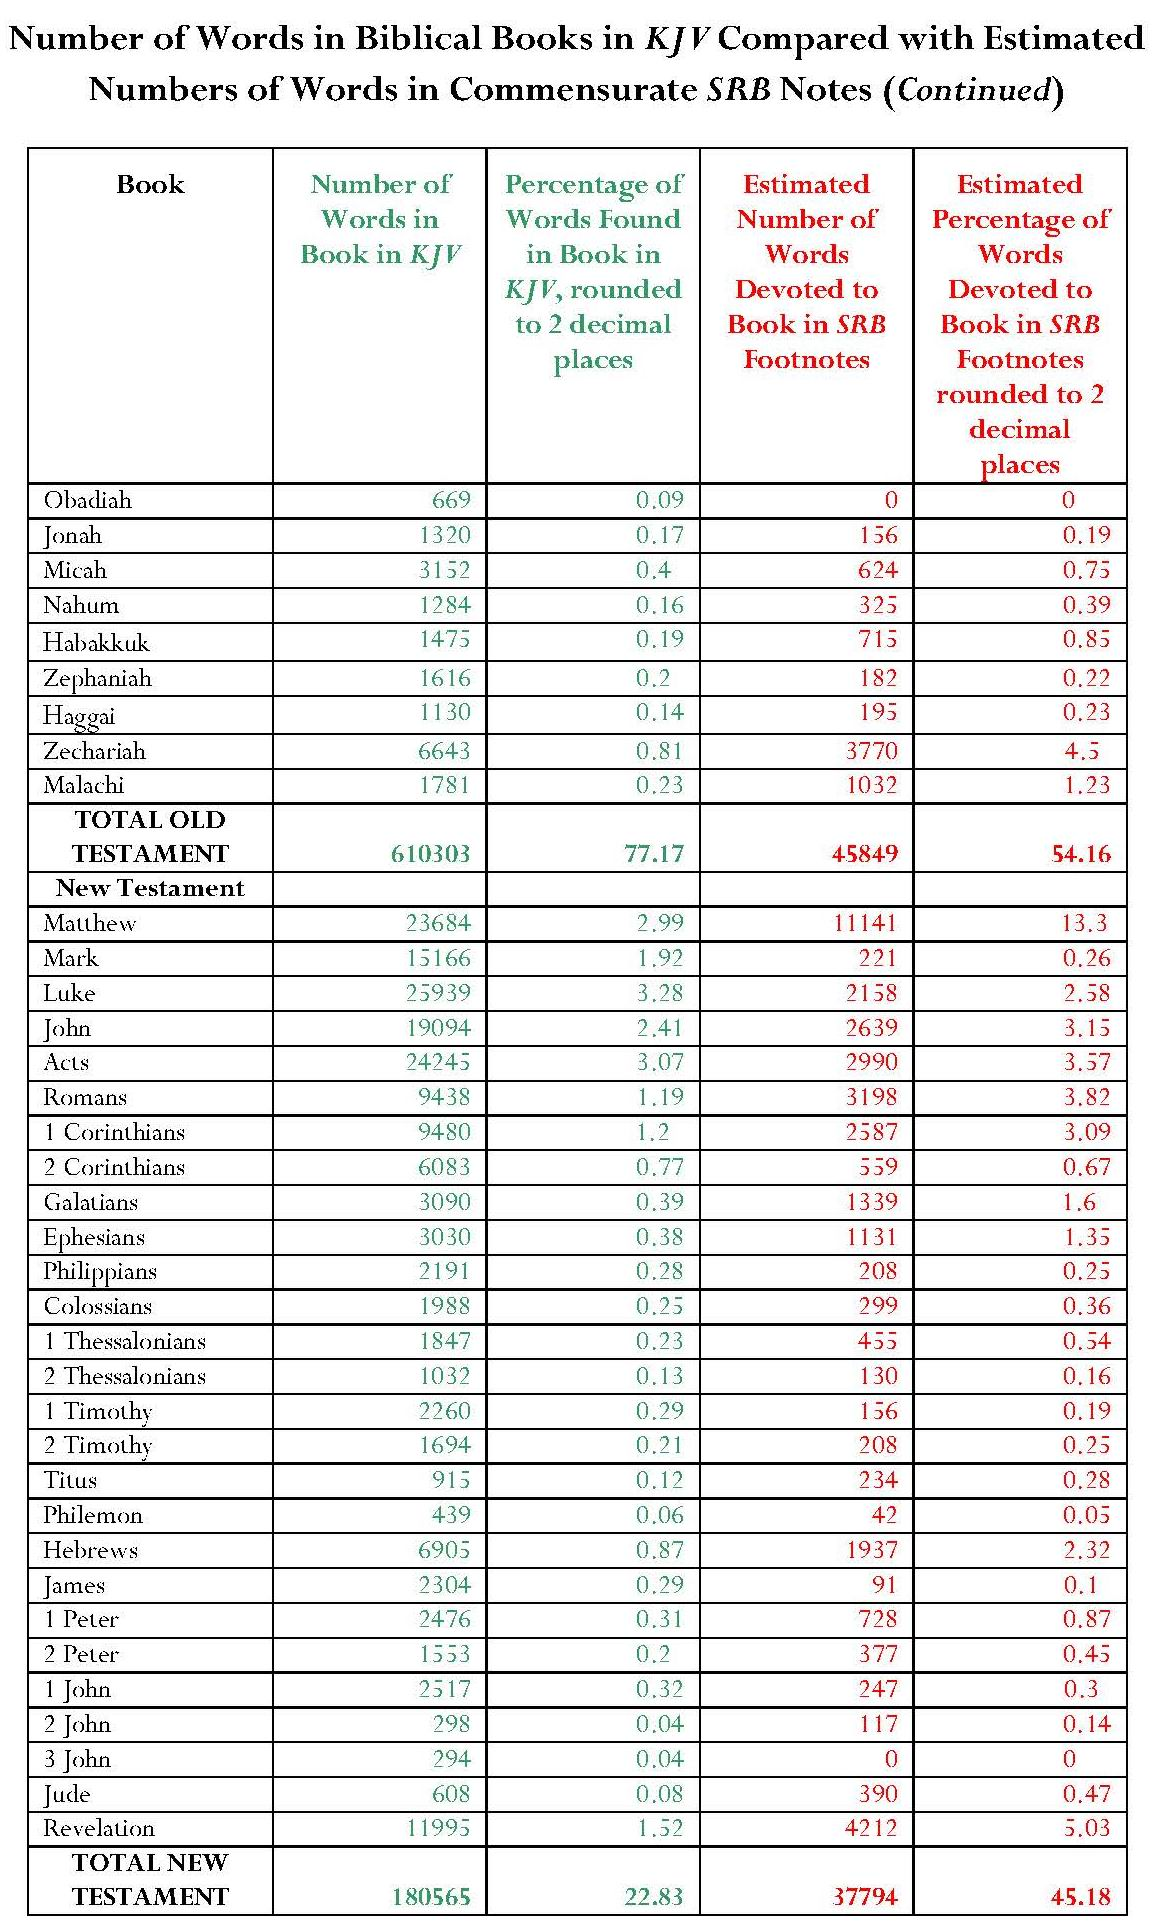 Number of Words in Biblical Books in KJV Compared with Estimated
Numbers of Words in Commensurate SRB Notes (Continued)
Book
Number of
Words in
Book in KJV
Percentage of
Words Found
in Book in
KJV, rounded
to 2 decimal
places
Estimated
Number of
Words
Devoted to
Book in SRB
Footnotes
Estimated
Percentage of
Words
Devoted to
Book in SRB
Footnotes
rounded to 2
decimal
places
Obadiah 669 0.09 0 0
Jonah 1320 0.17 156 0.19
Micah 3152 0.4 624 0.75
Nahum 1284 0.16 325 0.39
Habakkuk 1475 0.19 715 0.85
Zephaniah 1616 0.2 182 0.22
Haggai 1130 0.14 195 0.23
Zechariah 6643 0.81 3770 4.5
Malachi 1781 0.23 1032 1.23
TOTAL OLD
TESTAMENT 610303 77.17 45849 54.16
New Testament
Matthew 23684 2.99 11141 13.3
Mark 15166 1.92 221 0.26
Luke 25939 3.28 2158 2.58
John 19094 2.41 2639 3.15
Acts 24245 3.07 2990 3.57
Romans 9438 1.19 3198 3.82
1 Corinthians 9480 1.2 2587 3.09
2 Corinthians 6083 0.77 559 0.67
Galatians 3090 0.39 1339 1.6
Ephesians 3030 0.38 1131 1.35
Philippians 2191 0.28 208 0.25
Colossians 1988 0.25 299 0.36
1 Thessalonians 1847 0.23 455 0.54
2 Thessalonians 1032 0.13 130 0.16
1 Timothy 2260 0.29 156 0.19
2 Timothy 1694 0.21 208 0.25
Titus 915 0.12 234 0.28
Philemon 439 0.06 42 0.05
Hebrews 6905 0.87 1937 2.32
James 2304 0.29 91 0.1
1 Peter 2476 0.31 728 0.87
2 Peter 1553 0.2 377 0.45
1 John 2517 0.32 247 0.3
2 John 298 0.04 117 0.14
3 John 294 0.04 0 0
Jude 608 0.08 390 0.47
Revelation 11995 1.52 4212 5.03
TOTAL NEW
TESTAMENT 180565 22.83 37794 45.18